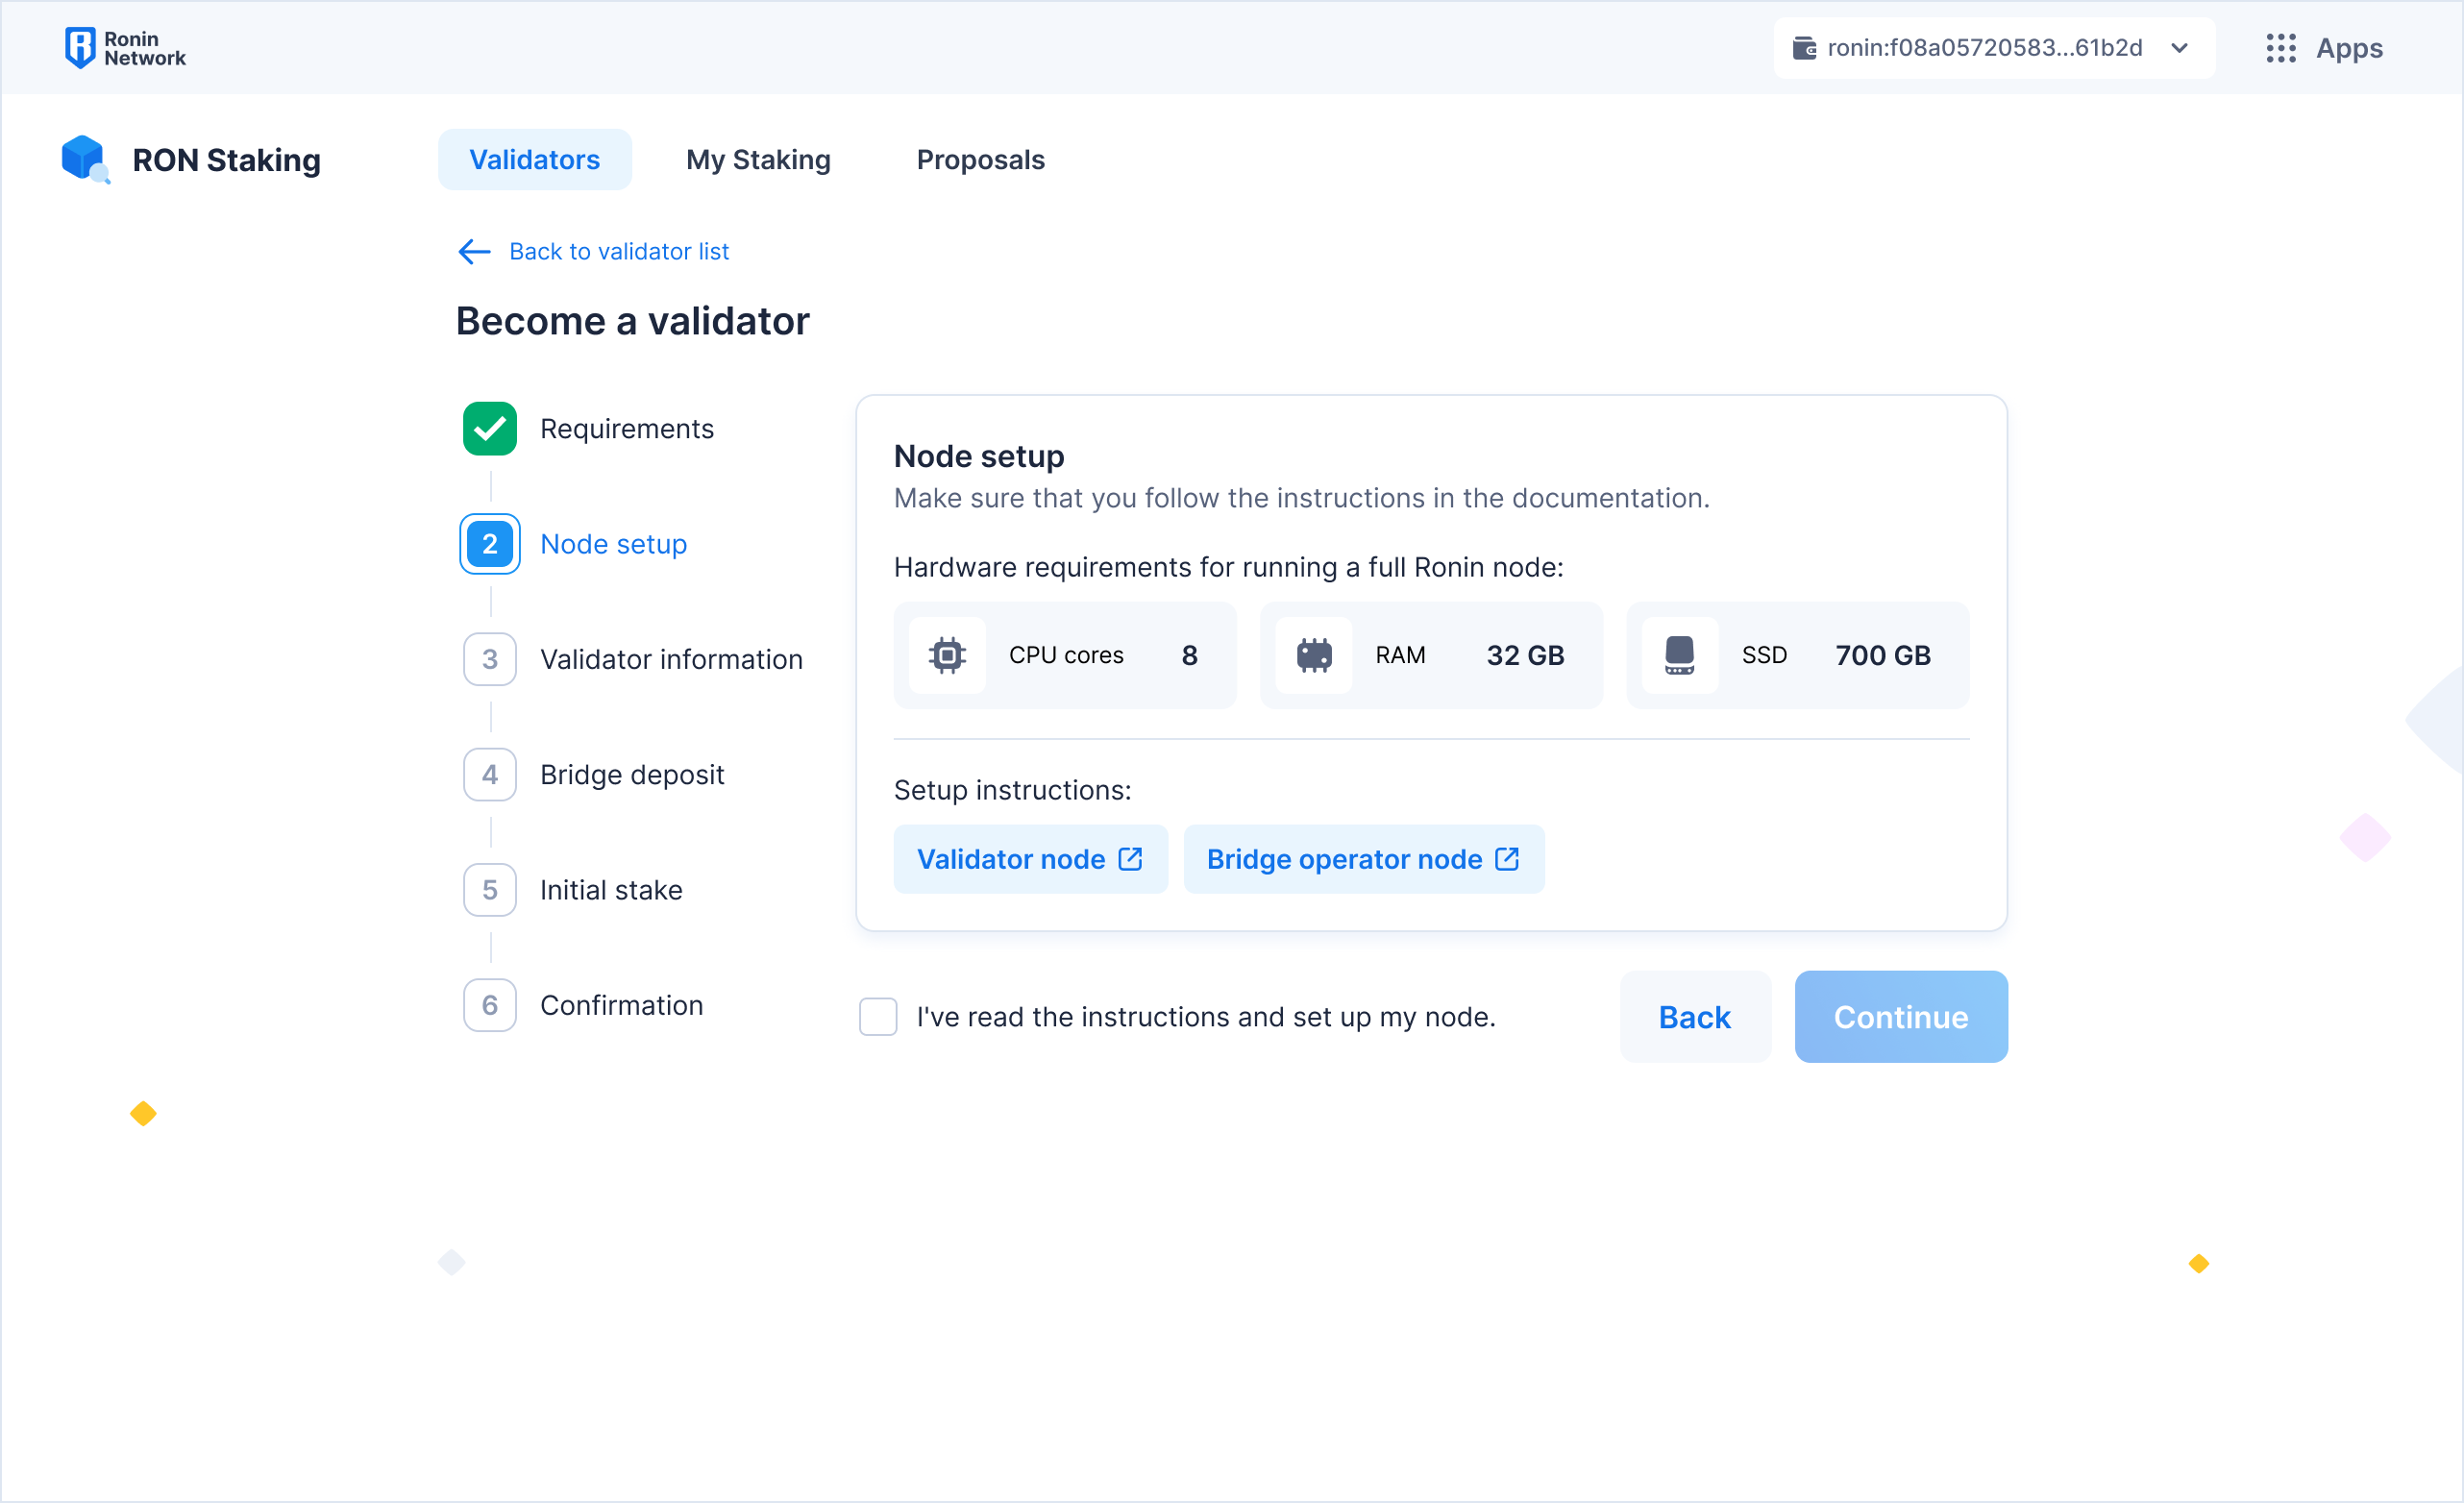 Ronin
Network
ronin:f08a05720583...61b2d
Apps
RON Staking
Validators
My Staking
Proposals
Back to validator list
Become a validator
Requirements
2
Node setup
3
Validator information
4
Bridge deposit
5
Initial stake
6
Confirmation
Node setup
Make sure that you follow the instructions in the documentation.
Hardware requirements for running a full Ronin node:
CPU cores 8
RAM 32 GB
SSD 700 GB
Setup instructions:
Validator node
Bridge operator node
I've read the instructions and set up my node.
Back
Continue